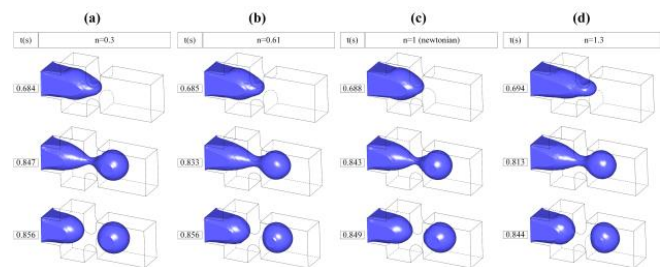 (a) (b) (c) (d)
t(s) n=0.3 t(s) n=0.61 t(s) n=1 (newtonian) t(s) n=1.3
0.684 0.685 0.688 0.694
0.847 0.833 0.843 0.813
0.856 0.856 0.849 0.844